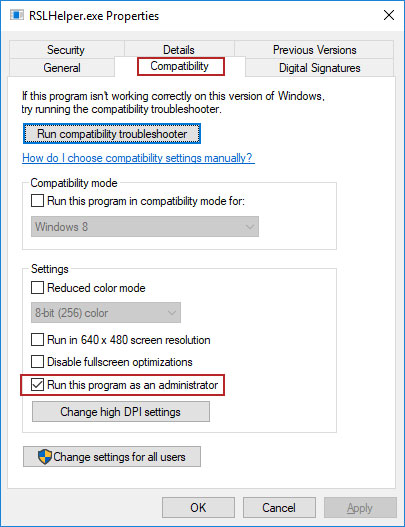 RSLHelper.exe Properties
Security Details Previous Versions
General Compatibility Digital Signatures
If this program isn't working correctly on this version of Windows,
try running the compatibility troubleshooter.
Run compatibility troubleshooter
How do I choose compatibility settings manually?
Compatibility mode
Run this program in compatibility mode for:
Windows 8
Settings
Reduced color mode
8-bit (256) color
Run in 640 x 480 screen resolution
Disable fullscreen optimizations
Run this program as an administrator
Change high DPI settings
Change settings for all users
OK Cancel Apply